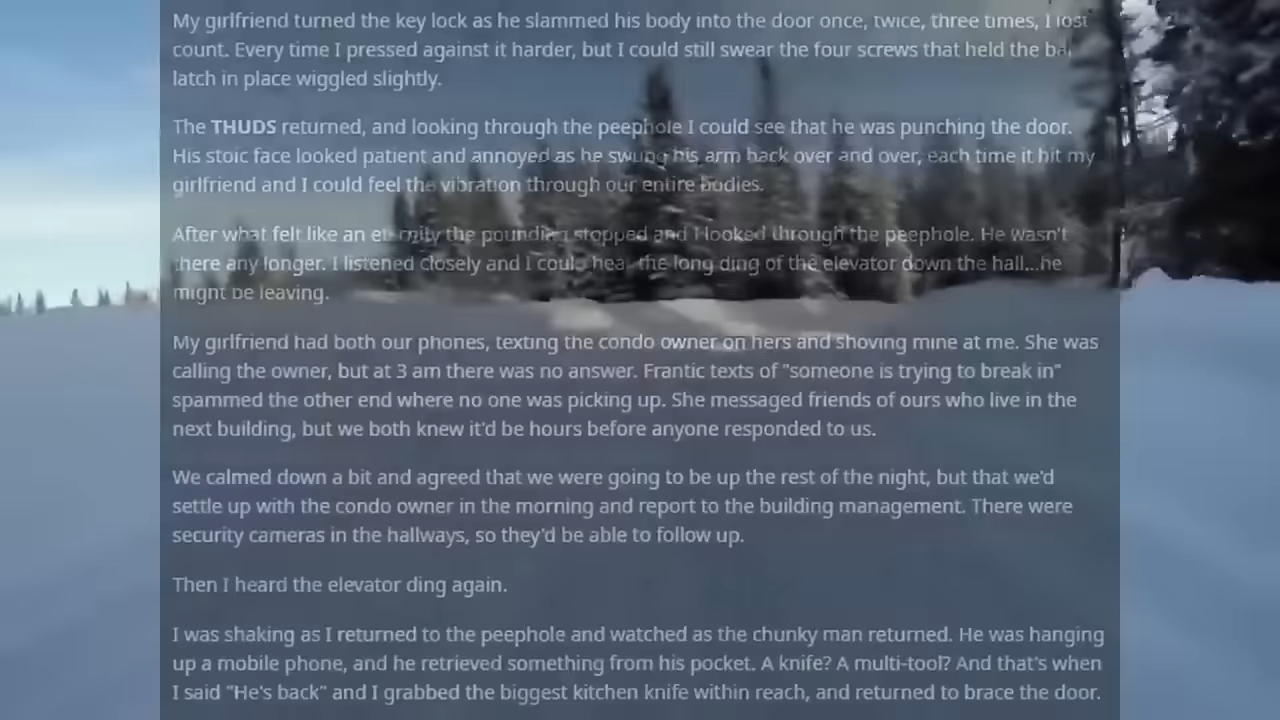 My girlfriend turned the key lock as he slammed his body into the door once, twice, three times, I lost
count. Every time I pressed against it harder, but I could still swear the four screws that held the bar
latch in place wiggled slightly.
The THUDS returned, and looking through the peephole I could see that he was punching the door.
His stoic face looked patient and annoyed as he swung his arm back over and over, each time it hit my
girlfriend and I could feel the vibration through our entire bodies.
After what felt like an eternity the pounding stopped and I looked through the peephole. He wasn't
there any longer. I listened closely and I could hear the long ding of the elevator down the hall...he
might be leaving.
My girlfriend had both our phones, texting the condo owner on hers and shoving mine at me. She was
calling the owner, but at 3 am there was no answer. Frantic texts of "someone is trying to break in"
spammed the other end where no one was picking up. She messaged friends of ours who live in the
next building, but we both knew it'd be hours before anyone responded to us.
We calmed down a bit and agreed that we were going to be up the rest of the night, but that we'd
settle up with the condo owner in the morning and report to the building management. There were
security cameras in the hallways, so they'd be able to follow up.
Then I heard the elevator ding again.
I was shaking as I returned to the peephole and watched as the chunky man returned. He was hanging
up a mobile phone, and he retrieved something from his pocket. A knife? A multi-tool? And that's when
I said "He's back" and I grabbed the biggest kitchen knife within reach, and returned to brace the door.